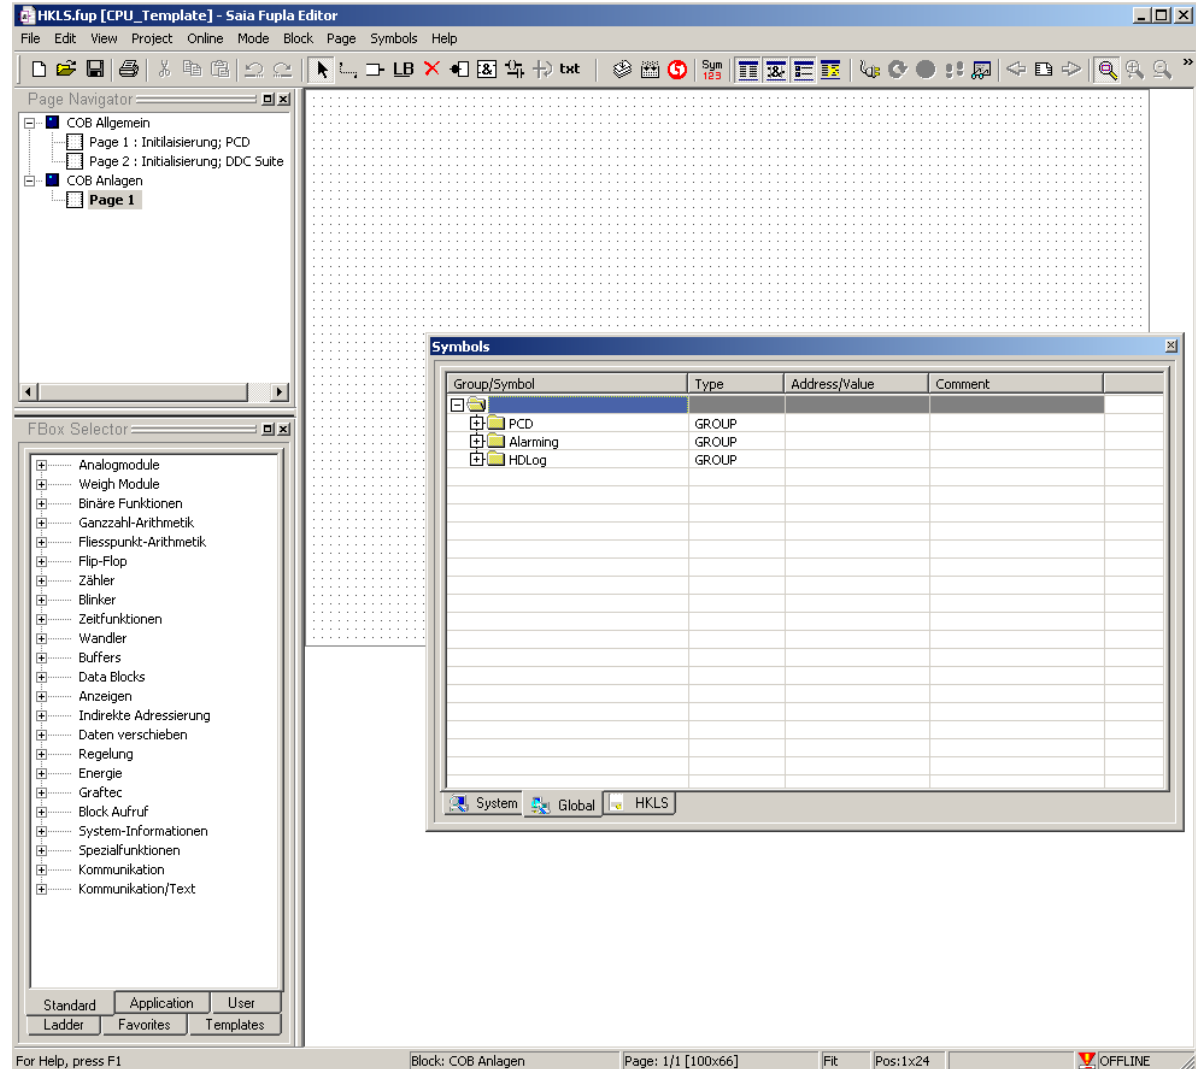 HKLS.fup [CPU_Template] - Saia Fupla Editor
File Edit View Project Online Mode Block Page Symbols Help
LB txt Sym 123
Page Navigator
COB Allgemein
Page 1 : Initilaisierung; PCD
Page 2 : Initialisierung; DDC Suite
COB Anlagen
Page 1
FBox Selector
Analogmodule
Weigh Module
Binäre Funktionen
Ganzzahl-Arithmetik
Fliesspunkt-Arithmetik
Flip-Flop
Zähler
Blinker
Zeitfunktionen
Wandler
Buffers
Data Blocks
Anzeigen
Indirekte Adressierung
Daten verschieben
Regelung
Energie
Graftec
Block Aufruf
System-Informationen
Spezialfunktionen
Kommunikation
Kommunikation/Text
Standard Application User
Ladder Favorites Templates
Symbols
Group/Symbol Type Address/Value Comment
PCD GROUP
Alarming GROUP
HDLog GROUP
System Global HKLS
For Help, press F1 Block: COB Anlagen Page: 1/1 [100x66] Fit Pos:1x24 OFFLINE